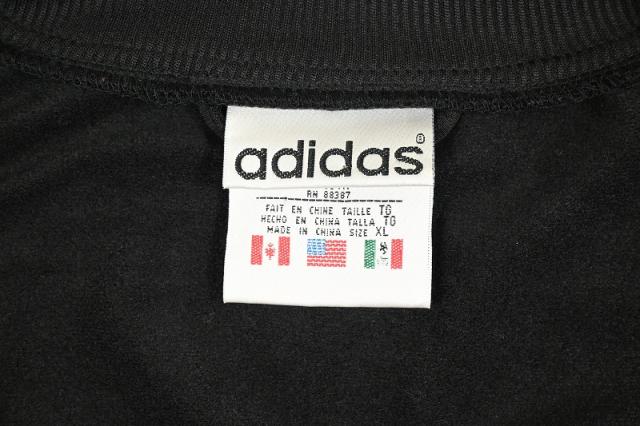 adidas®
RN 88387
FAIT EN CHINE TAILLE TG
HECHO EN CHINA TALLA TG
MADE IN CHINA SIZE XL